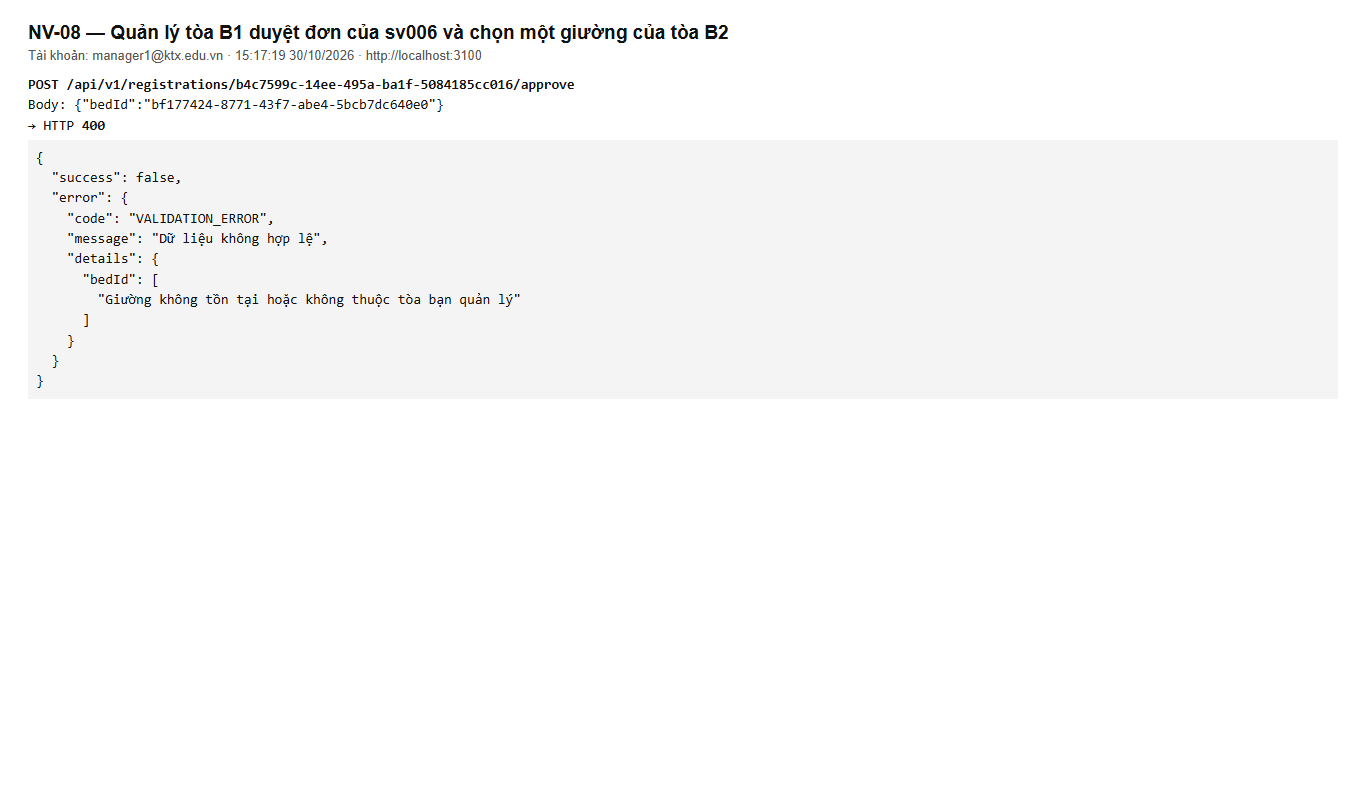 NV-08 — Quản lý tòa B1 duyệt đơn của sv006 và chọn một giường của tòa B2
Tài khoản: manager1@ktx.edu.vn · 15:17:19 30/10/2026 · http://localhost:3100
POST /api/v1/registrations/b4c7599c-14ee-495a-ba1f-5084185cc016/approve
Body: {"bedId":"bf177424-8771-43f7-abe4-5bcb7dc640e0"}
→ HTTP 400
{
  "success": false,
  "error": {
    "code": "VALIDATION_ERROR",
    "message": "Dữ liệu không hợp lệ",
    "details": {
      "bedId": [
        "Giường không tồn tại hoặc không thuộc tòa bạn quản lý"
      ]
    }
  }
}